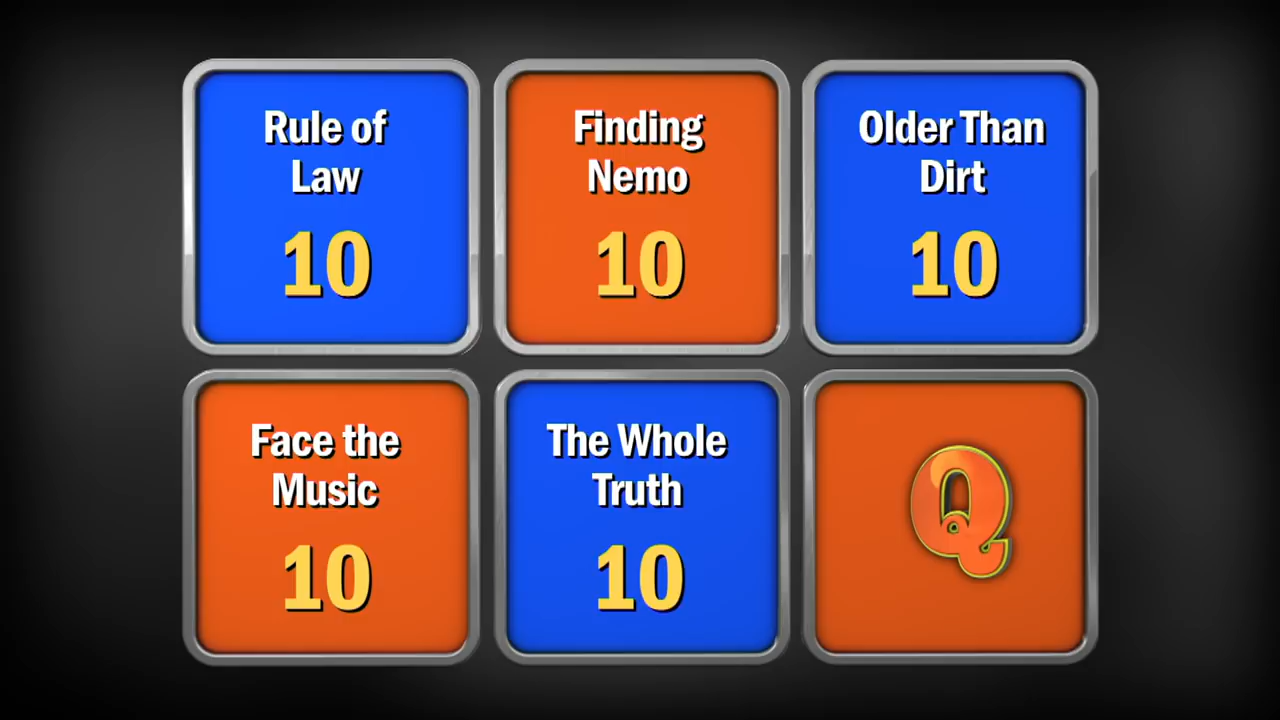 Rule of
Law
10
Finding
Nemo
10
Older Than
Dirt
10
Face the
Music
10
The Whole
Truth
10
Q